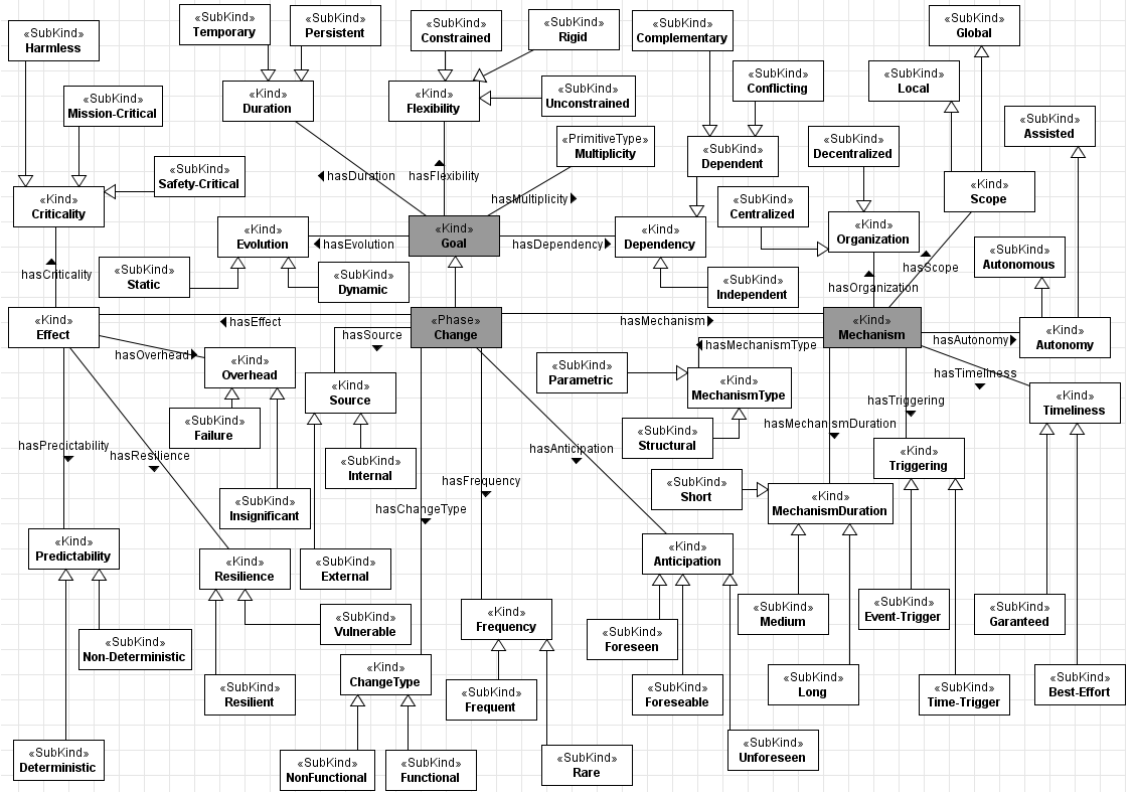 «SubKind»
Harmless
«SubKind»
Temporary
«SubKind»
Persistent
«SubKind»
Constrained
«SubKind»
Rigid
«SubKind»
Complementary
«SubKind»
Global
«Kind»
Duration
«Kind»
Flexibility
«SubKind»
Unconstrained
«SubKind»
Conflicting
«SubKind»
Local
«SubKind»
Mission-Critical
«PrimitiveType»
Multiplicity
«SubKind»
Dependent
«SubKind»
Decentralized
«SubKind»
Assisted
«SubKind»
Safety-Critical
hasDuration
hasFlexibility
hasMultiplicity
«Kind»
Criticality
«SubKind»
Centralized
«Kind»
Scope
«Kind»
Evolution
hasEvolution
«Kind»
Goal
hasDependency
«Kind»
Dependency
«Kind»
Organization
«SubKind»
Autonomous
hasCriticality
«SubKind»
Static
«SubKind»
Dynamic
«SubKind»
Independent
hasScope
hasOrganization
«Kind»
Effect
hasEffect
«Phase»
Change
hasMechanism
«Kind»
Mechanism
hasAutonomy
«Kind»
Autonomy
hasOverhead
«Kind»
Overhead
hasSource
hasMechanismType
hasTimeliness
«Kind»
Source
«SubKind»
Parametric
«Kind»
MechanismType
hasTriggering
«Kind»
Timeliness
«SubKind»
Failure
«SubKind»
Structural
hasMechanismDuration
hasPredictability
hasResilience
«SubKind»
Internal
hasAnticipation
«Kind»
Triggering
«SubKind»
Insignificant
hasFrequency
hasChangeType
«SubKind»
Short
«Kind»
MechanismDuration
«Kind»
Predictability
«Kind»
Resilience
«SubKind»
External
«Kind»
Anticipation
«SubKind»
Vulnerable
«Kind»
Frequency
«SubKind»
Foreseen
«SubKind»
Medium
«SubKind»
Event-Trigger
«SubKind»
Garanteed
«SubKind»
Non-Deterministic
«SubKind»
Resilient
«Kind»
ChangeType
«SubKind»
Frequent
«SubKind»
Foreseable
«SubKind»
Long
«SubKind»
Time-Trigger
«SubKind»
Best-Effort
«SubKind»
Deterministic
«SubKind»
NonFunctional
«SubKind»
Functional
«SubKind»
Rare
«SubKind»
Unforeseen